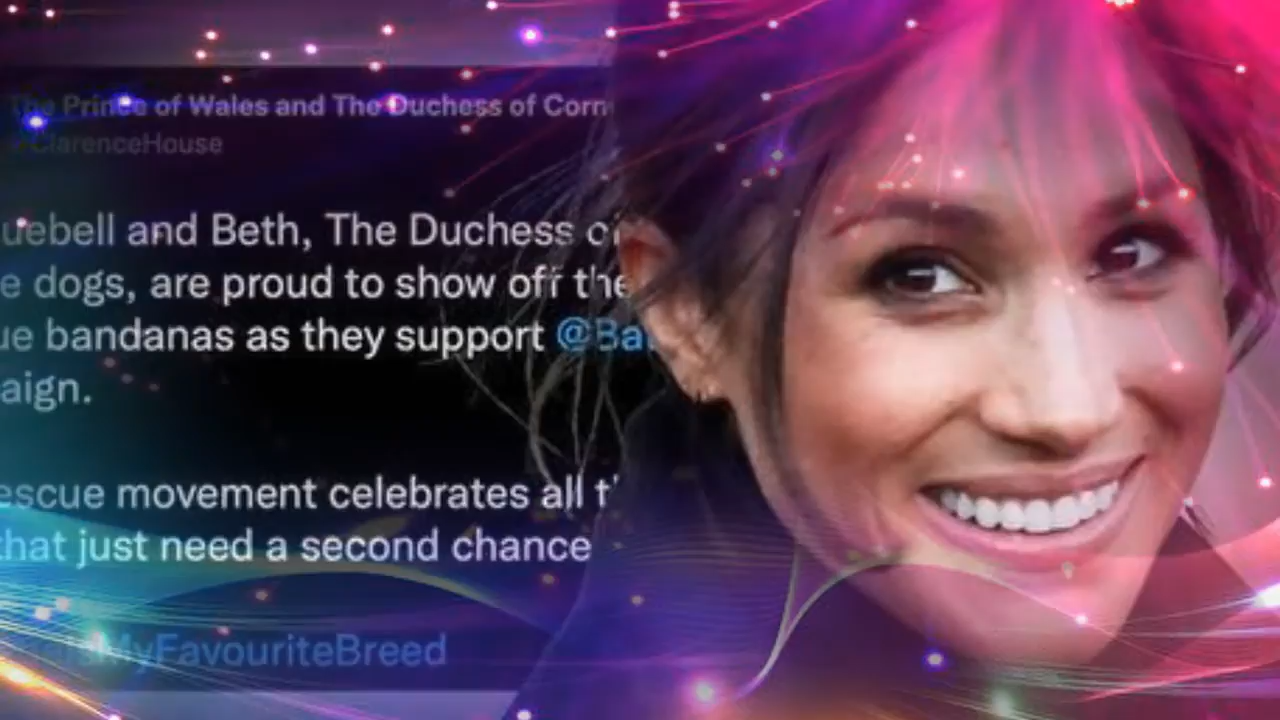 The Prince of Wales and The Duchess of Corn
@ClarenceHouse
uebell and Beth, The Duchess of
e dogs, are proud to show off the
ue bandanas as they support @Ba
aign.
escue movement celebrates all t
that just need a second chance
MyFavouriteBreed